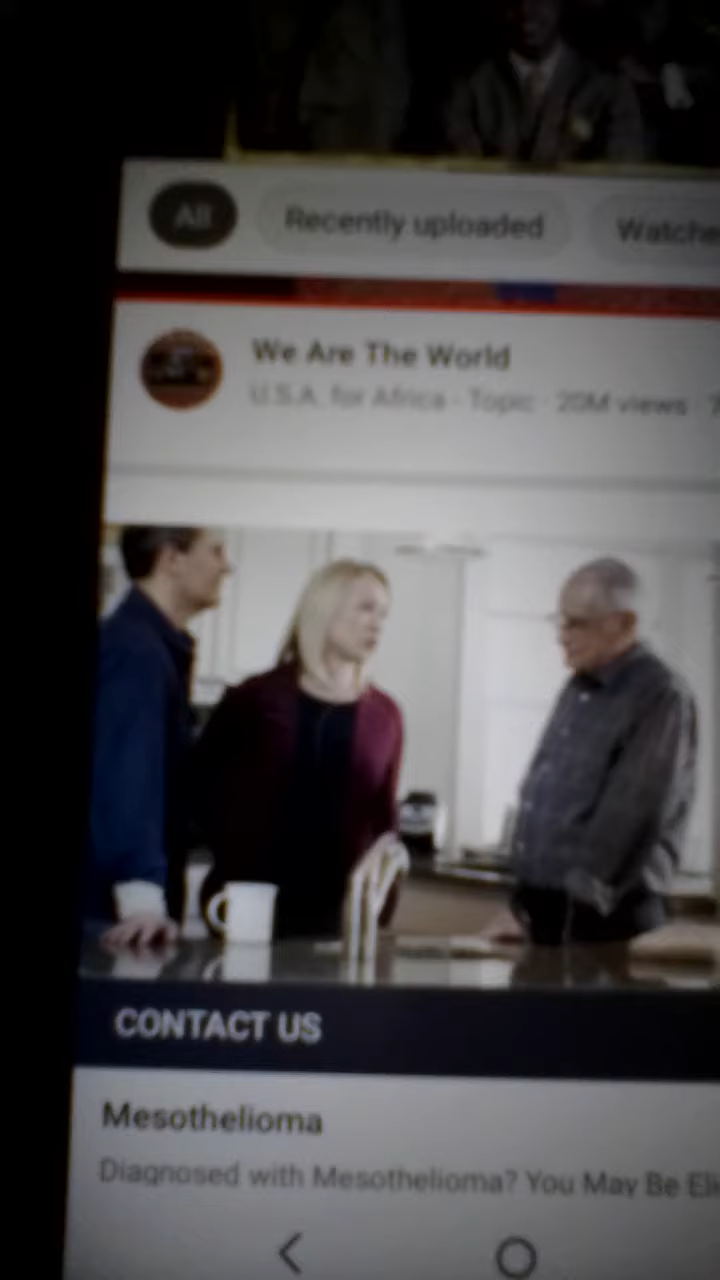 All Recently uploaded
We Are The World
U.S.A. for Africa - Topic · 20M views ·
CONTACT US
Mesothelioma
Diagnosed with Mesothelioma? You May Be